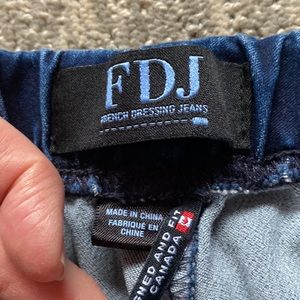 FDJ
FRENCH DRESSING JEANS
MADE IN CHINA
FABRIQUÉ EN
CHINE
GNED AND FIT
CANADA